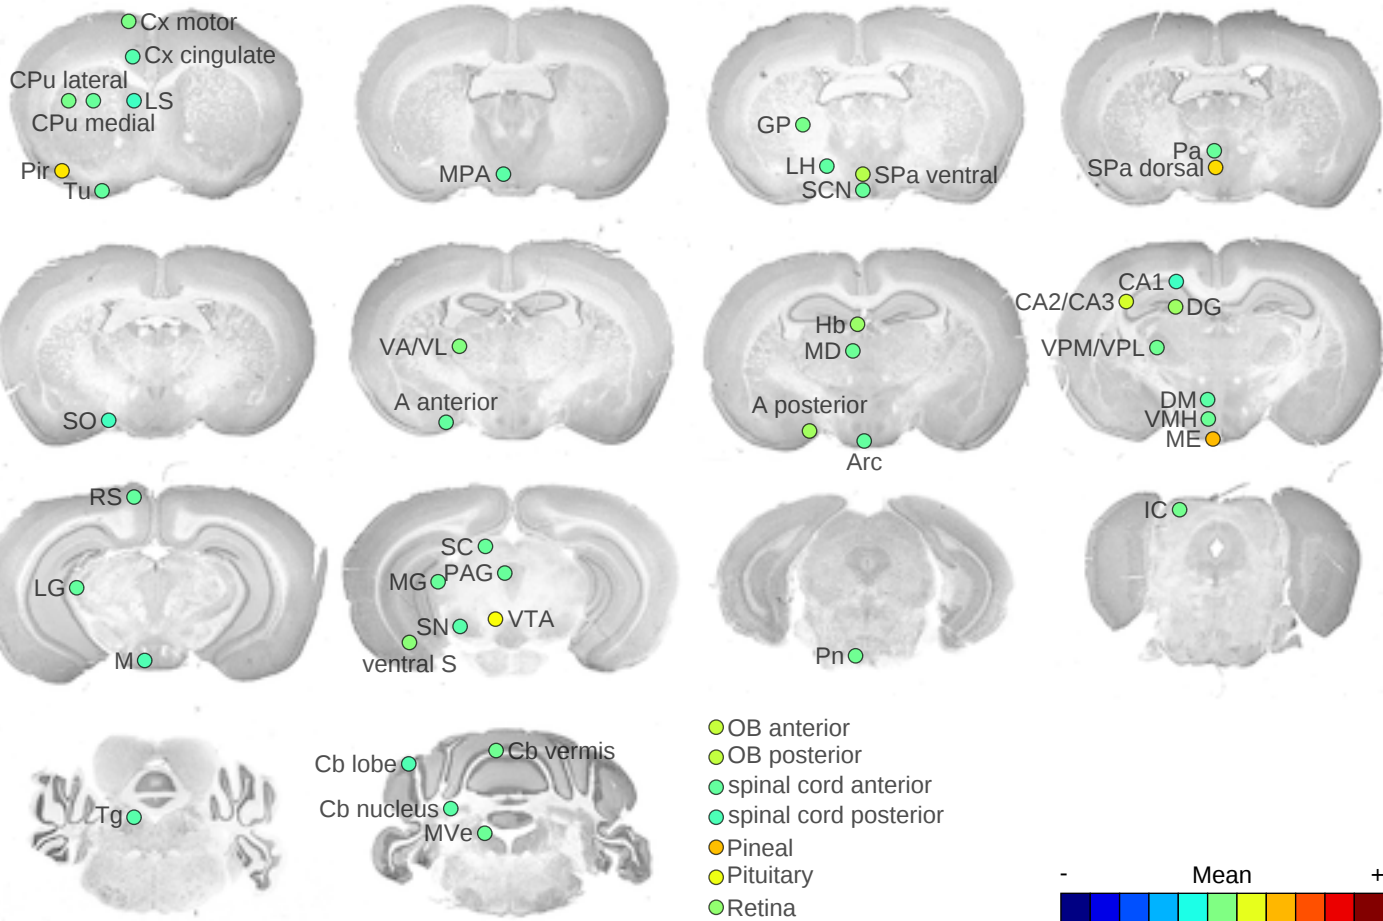 Cx motor
Cx cingulate
CPu lateral
LS
CPu medial
Pir
Tu
MPA
GP
LH
SPa ventral
SCN
Pa
SPa dorsal
SO
VA/VL
A anterior
Hb
MD
A posterior
Arc
CA1
CA2/CA3
DG
VPM/VPL
DM
VMH
ME
RS
LG
M
SC
MG
PAG
SN
VTA
ventral S
Pn
IC
Tg
Cb lobe
Cb vermis
Cb nucleus
MVe
OB anterior
OB posterior
spinal cord anterior
spinal cord posterior
Pineal
Pituitary
Retina
- Mean +